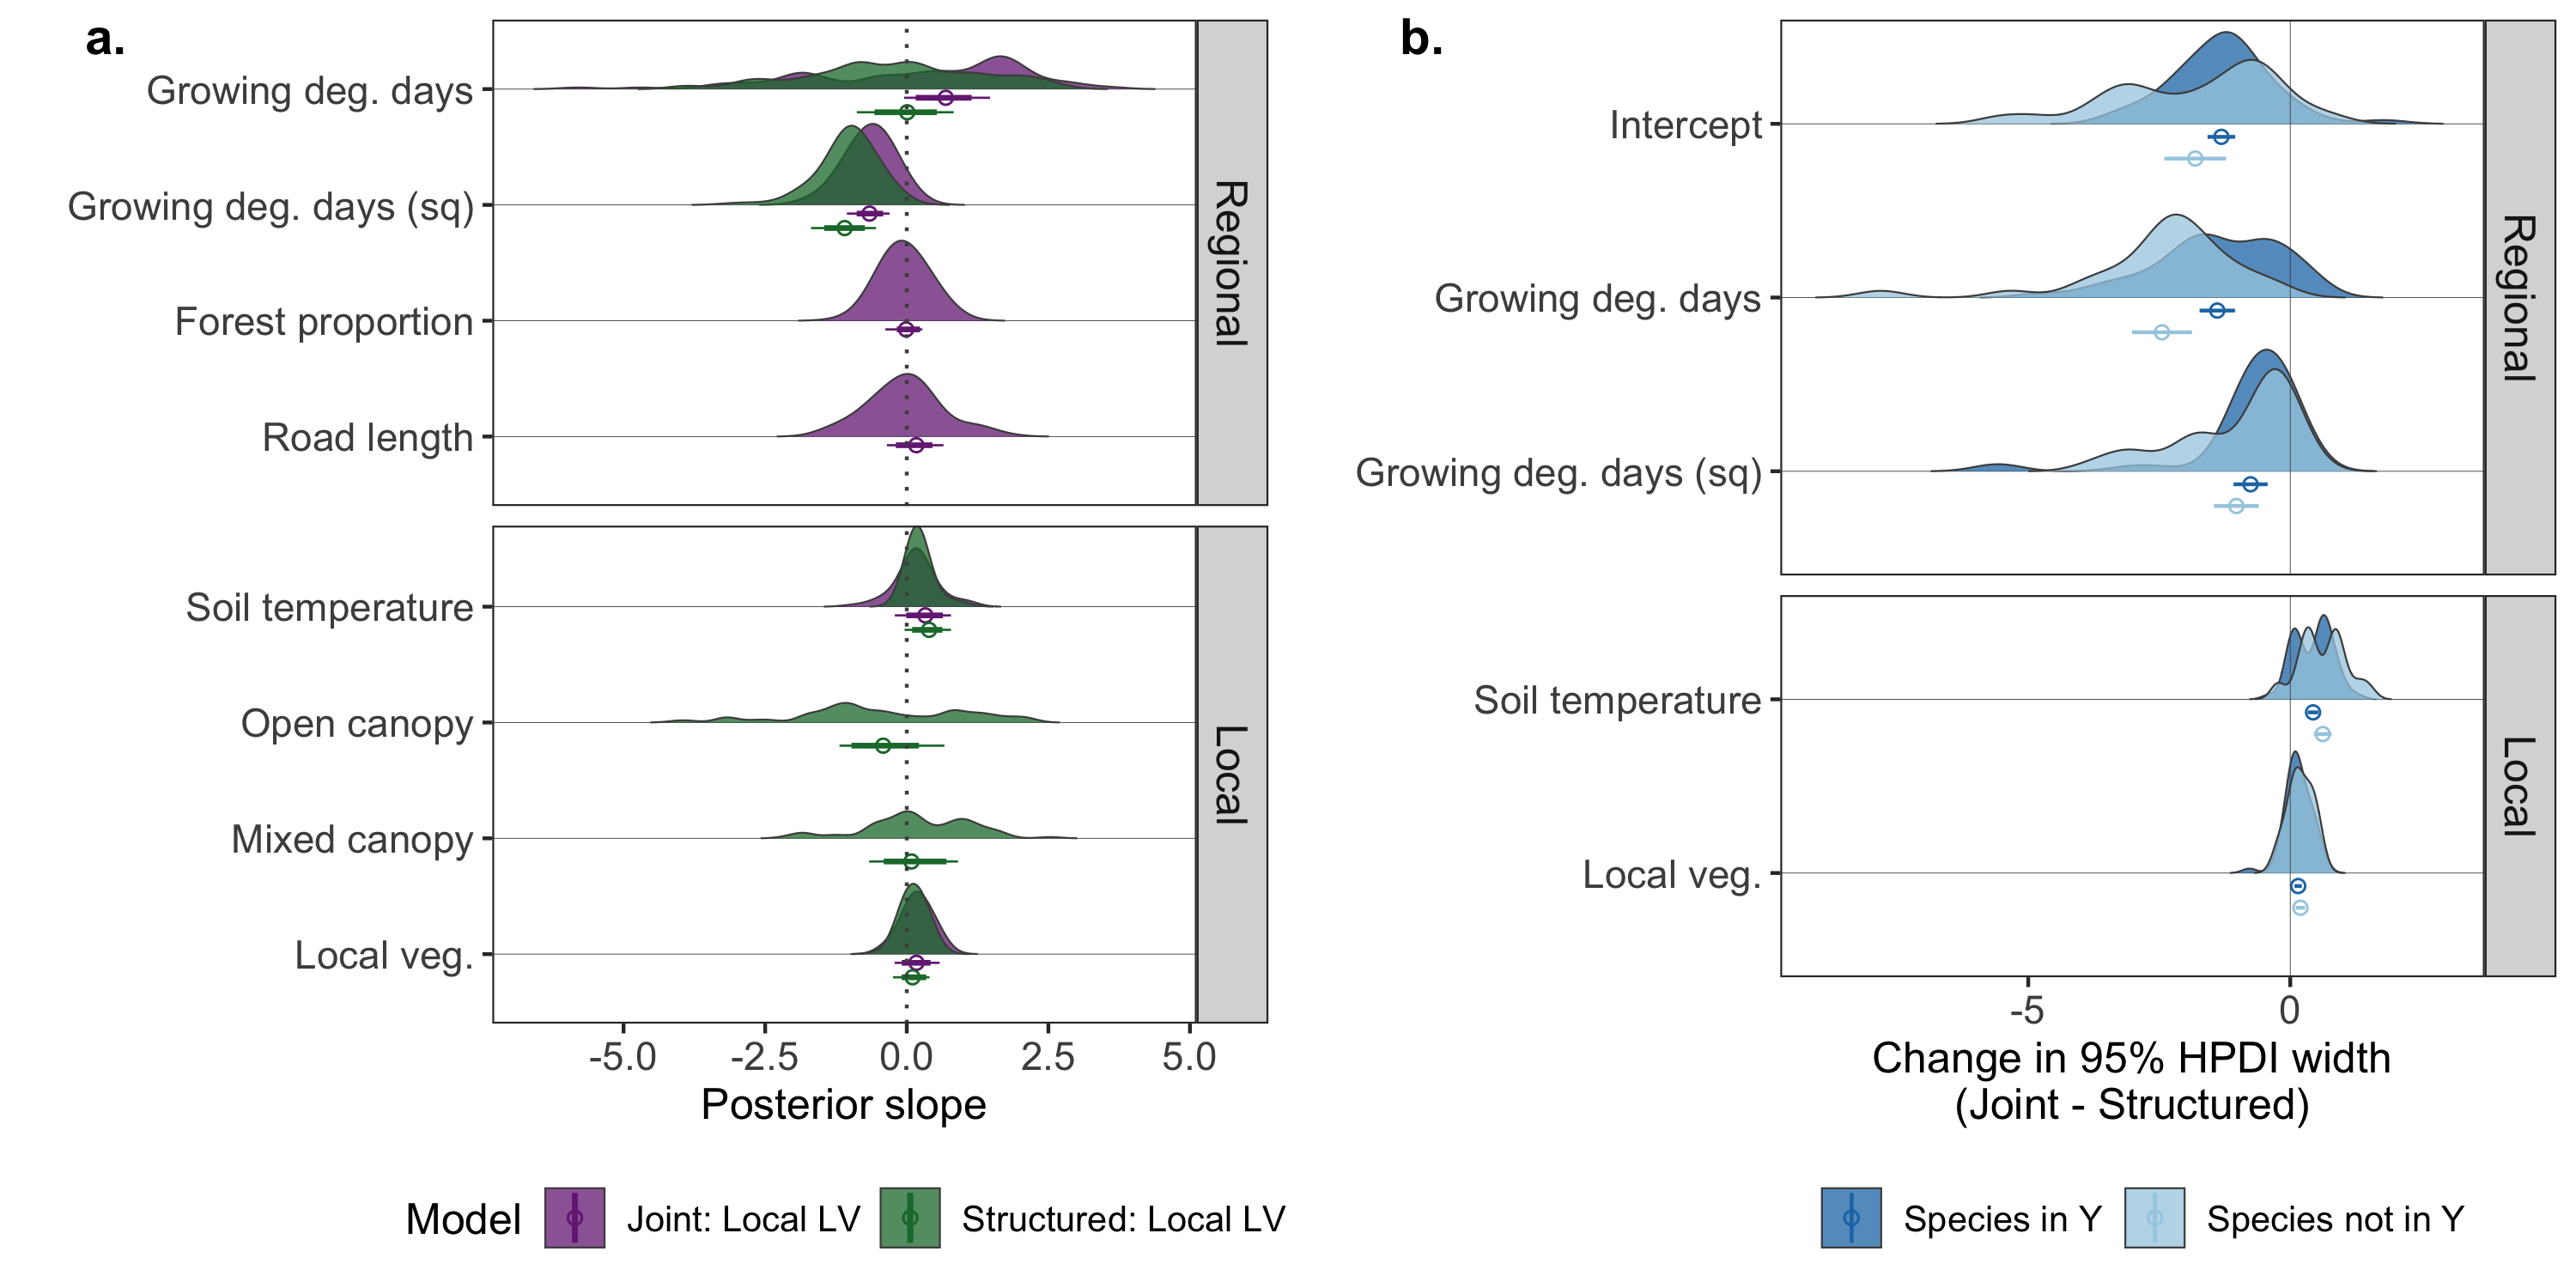 a.
Growing deg. days
Growing deg. days (sq)
Forest proportion
Road length
Regional
Soil temperature
Open canopy
Mixed canopy
Local veg.
Local
-5.0 -2.5 0.0 2.5 5.0
Posterior slope
Model Joint: Local LV Structured: Local LV
b.
Intercept
Growing deg. days
Growing deg. days (sq)
Regional
Soil temperature
Local veg.
Local
-5 0
Change in 95% HPDI width
(Joint - Structured)
Species in Y Species not in Y